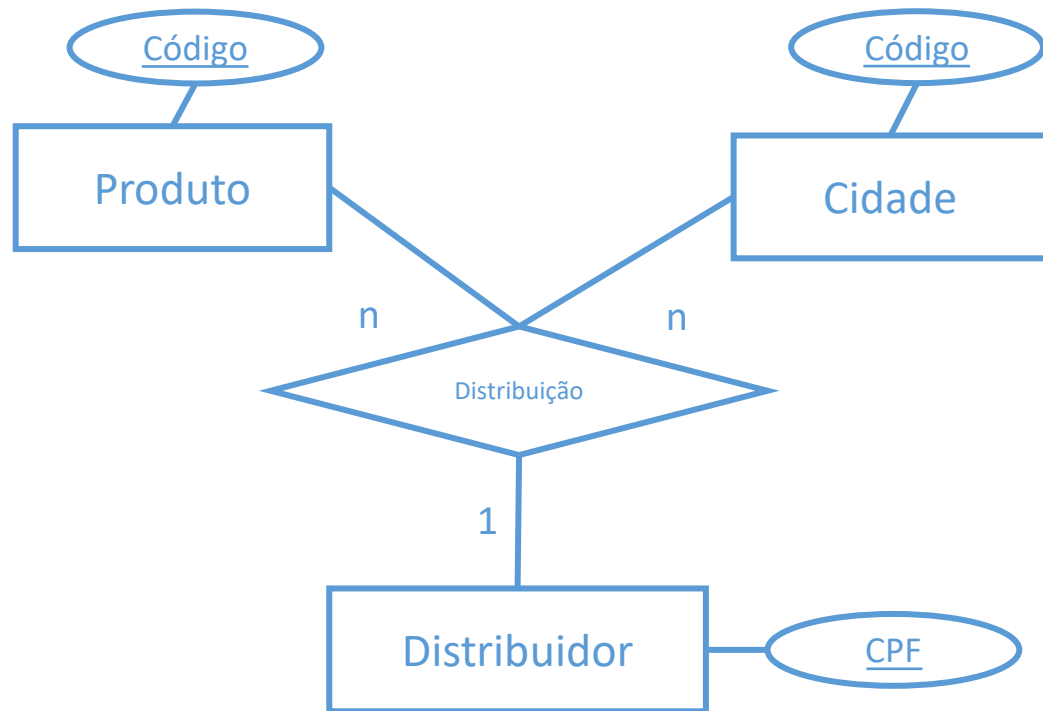 Código
Código
Produto
Cidade
n
n
Distribuição
1
Distribuidor
CPF